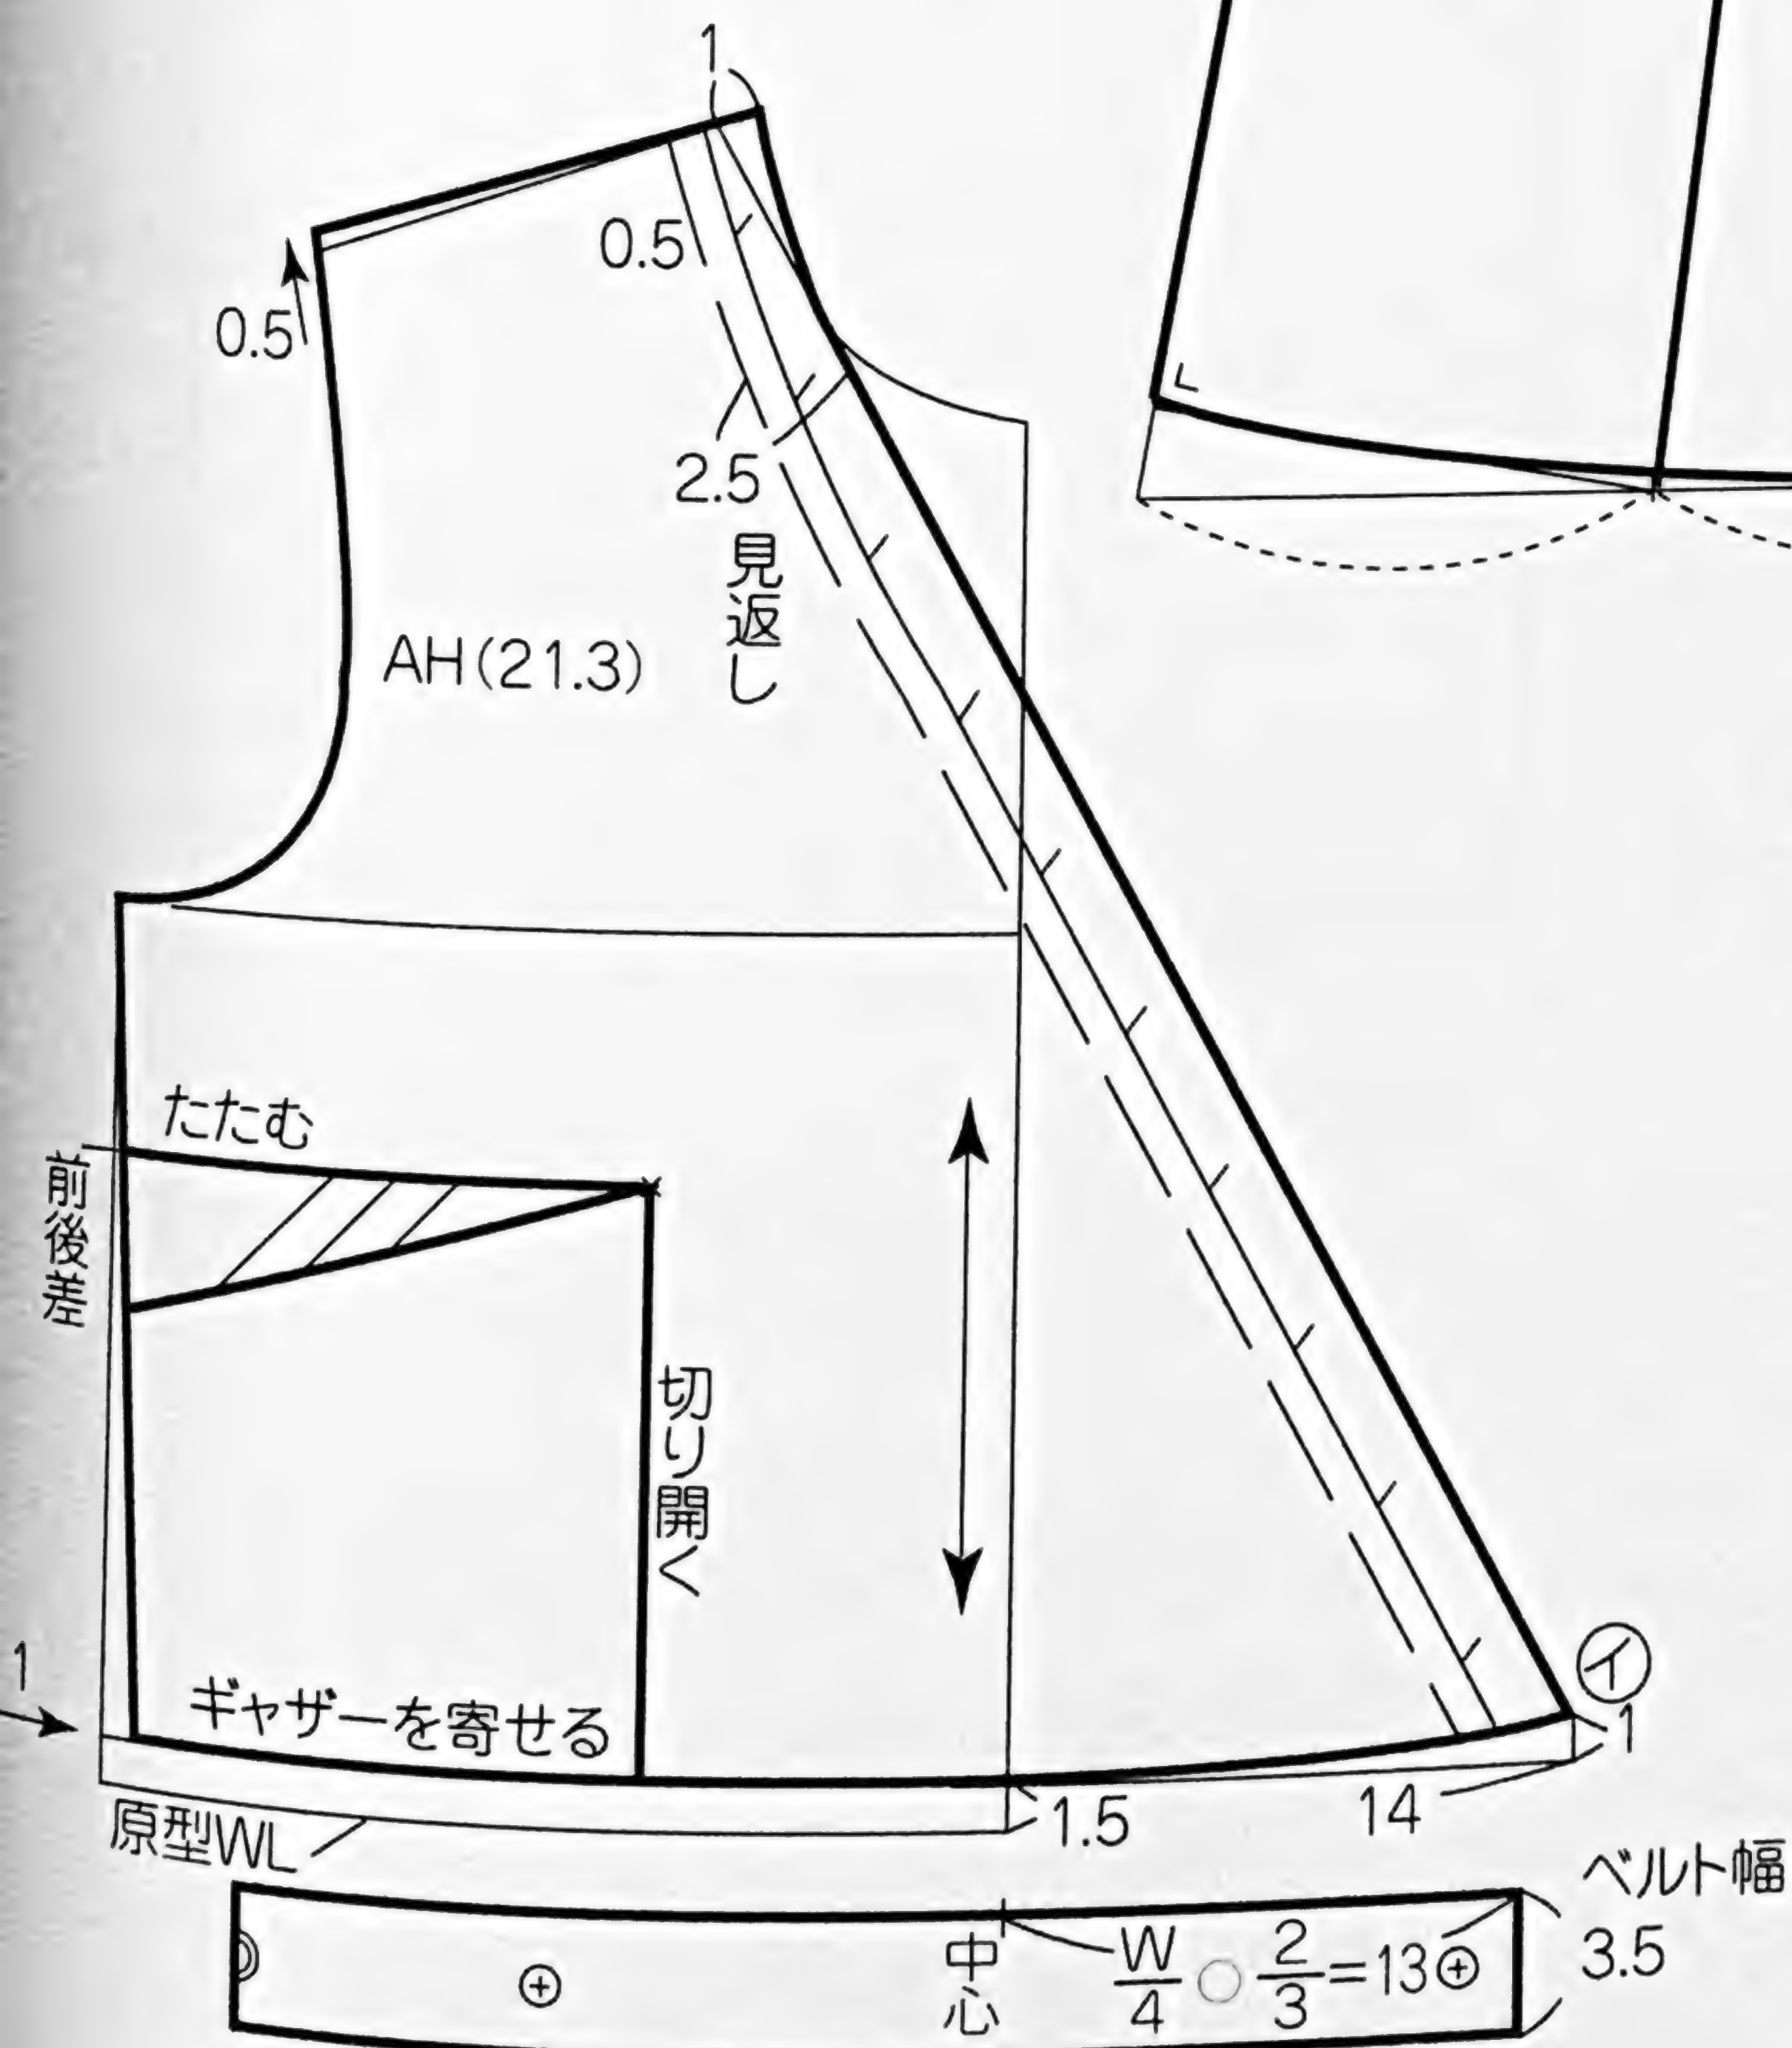 1
0.5
0.5
2.5
見返し
AH(21.3)
たたむ
前後差
切り開く
1
ギャザーを寄せる
イ
1
1.5
14
原型WL
ベルト幅
3.5
中心
W/4 ○ 2/3=13⊕
⊕